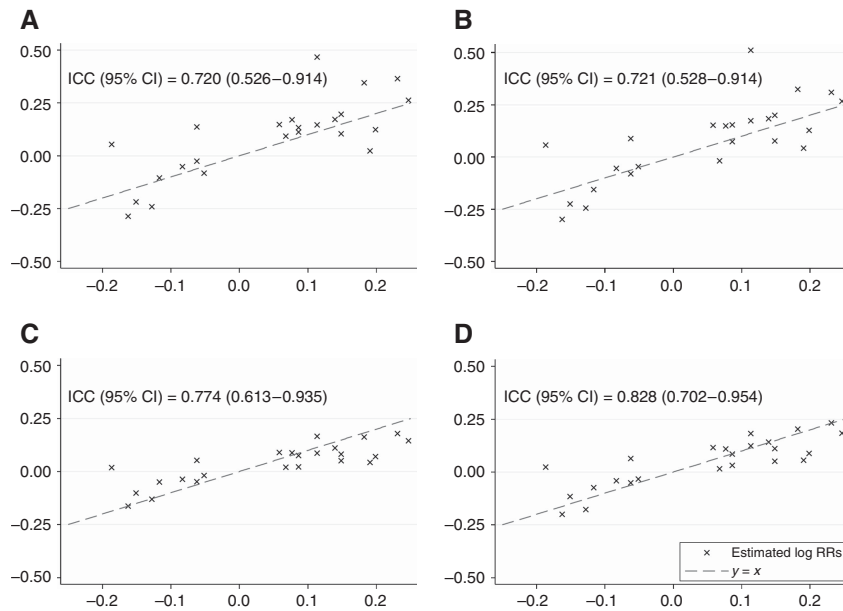 A
0.50
ICC (95% CI) = 0.720 (0.526–0.914)
0.25
0.00
–0.25
–0.50
–0.2 –0.1 0.0 0.1 0.2
B
0.50
ICC (95% CI) = 0.721 (0.528–0.914)
0.25
0.00
–0.25
–0.50
–0.2 –0.1 0.0 0.1 0.2
C
0.50
ICC (95% CI) = 0.774 (0.613–0.935)
0.25
0.00
–0.25
–0.50
–0.2 –0.1 0.0 0.1 0.2
D
0.50
ICC (95% CI) = 0.828 (0.702–0.954)
0.25
0.00
–0.25
–0.50
–0.2 –0.1 0.0 0.1 0.2
Estimated log RRs
y = x